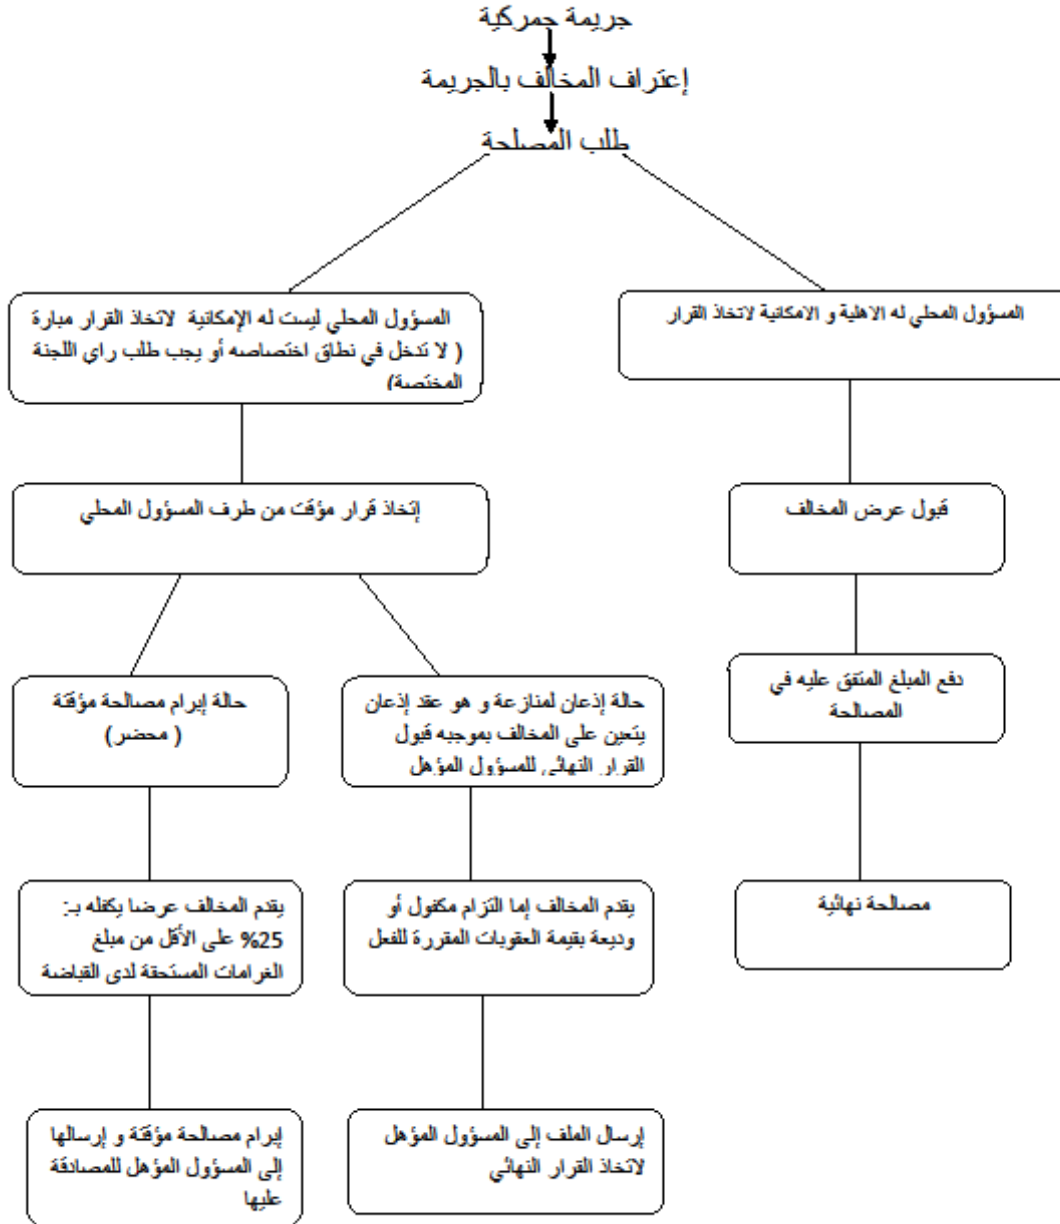 جريمة جمركية
إعتراف المخالف بالجريمة
طلب المصلحة
المسؤول المحلي له الاهلية و الامكانية لاتخاذ القرار
المسؤول المحلي ليست له الإمكانية لاتخاذ القرار مبارة
( لا تدخل في نطاق اختصاصه أو يجب طلب راي اللجنة
المختصة)
قبول عرض المخالف
إتخاذ قرار مؤقت من طرف المسؤول المحلي
دفع المبلغ المتفق عليه في
المصالحة
حالة إذعان لمنازعة و هو عقد إذعان
يتعين على المخالف بموجبه قبول
القرار النهائي للمسؤول المؤهل
حالة إبرام مصالحة مؤقتة
( محضر)
مصالحة نهائية
يقدم المخالف إما التزام مكفول أو
وديعة بقيمة العقوبات المقررة للفعل
يقدم المخالف عرضا يكفله بـ:
25% على الأقل من مبلغ
الغرامات المستحقة لدى القباضة
إرسال الملف إلى المسؤول المؤهل
لاتخاذ القرار النهائي
إبرام مصالحة مؤقتة و إرسالها
إلى المسؤول المؤهل للمصادقة
عليها